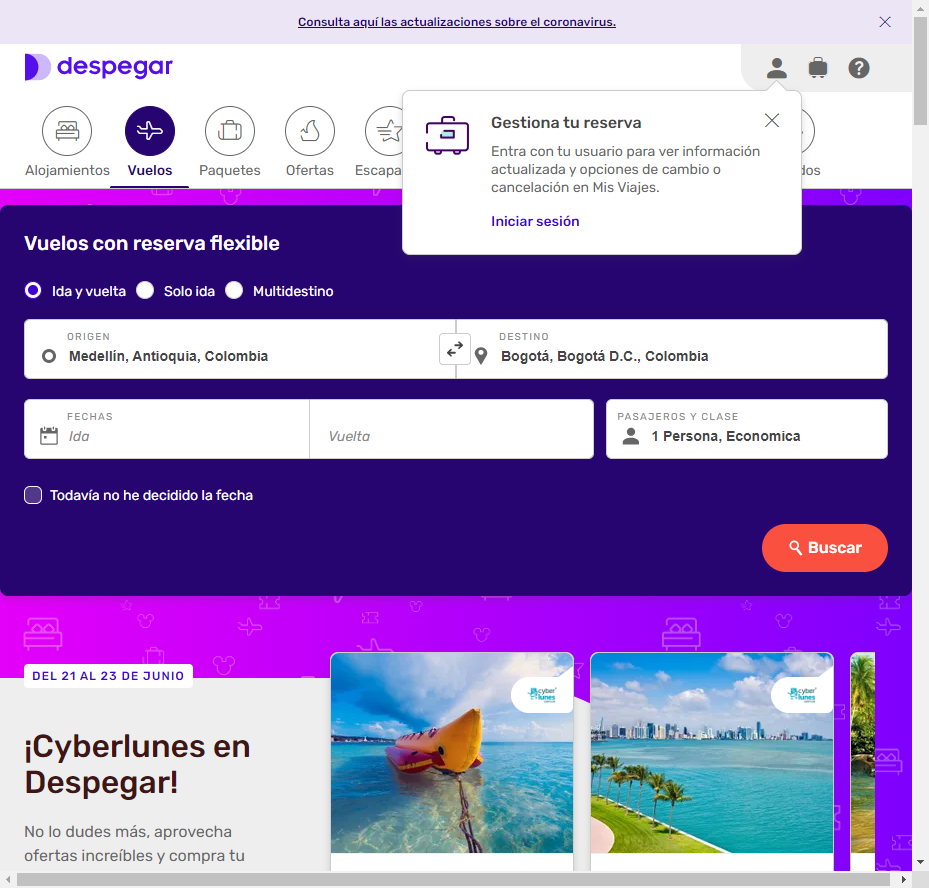 Consulta aquí las actualizaciones sobre el coronavirus.
despegar
Alojamientos
Vuelos
Paquetes
Ofertas
Escapa
dos
Gestiona tu reserva
Entra con tu usuario para ver información
actualizada y opciones de cambio o
cancelación en Mis Viajes.
Iniciar sesión
Vuelos con reserva flexible
Ida y vuelta
Solo ida
Multidestino
ORIGEN
Medellín, Antioquia, Colombia
DESTINO
Bogotá, Bogotá D.C., Colombia
FECHAS
Ida
Vuelta
PASAJEROS Y CLASE
1 Persona, Economica
Todavía no he decidido la fecha
Buscar
DEL 21 AL 23 DE JUNIO
¡Cyberlunes en
Despegar!
No lo dudes más, aprovecha
ofertas increíbles y compra tu
cyber
lunes
cyber
lunes